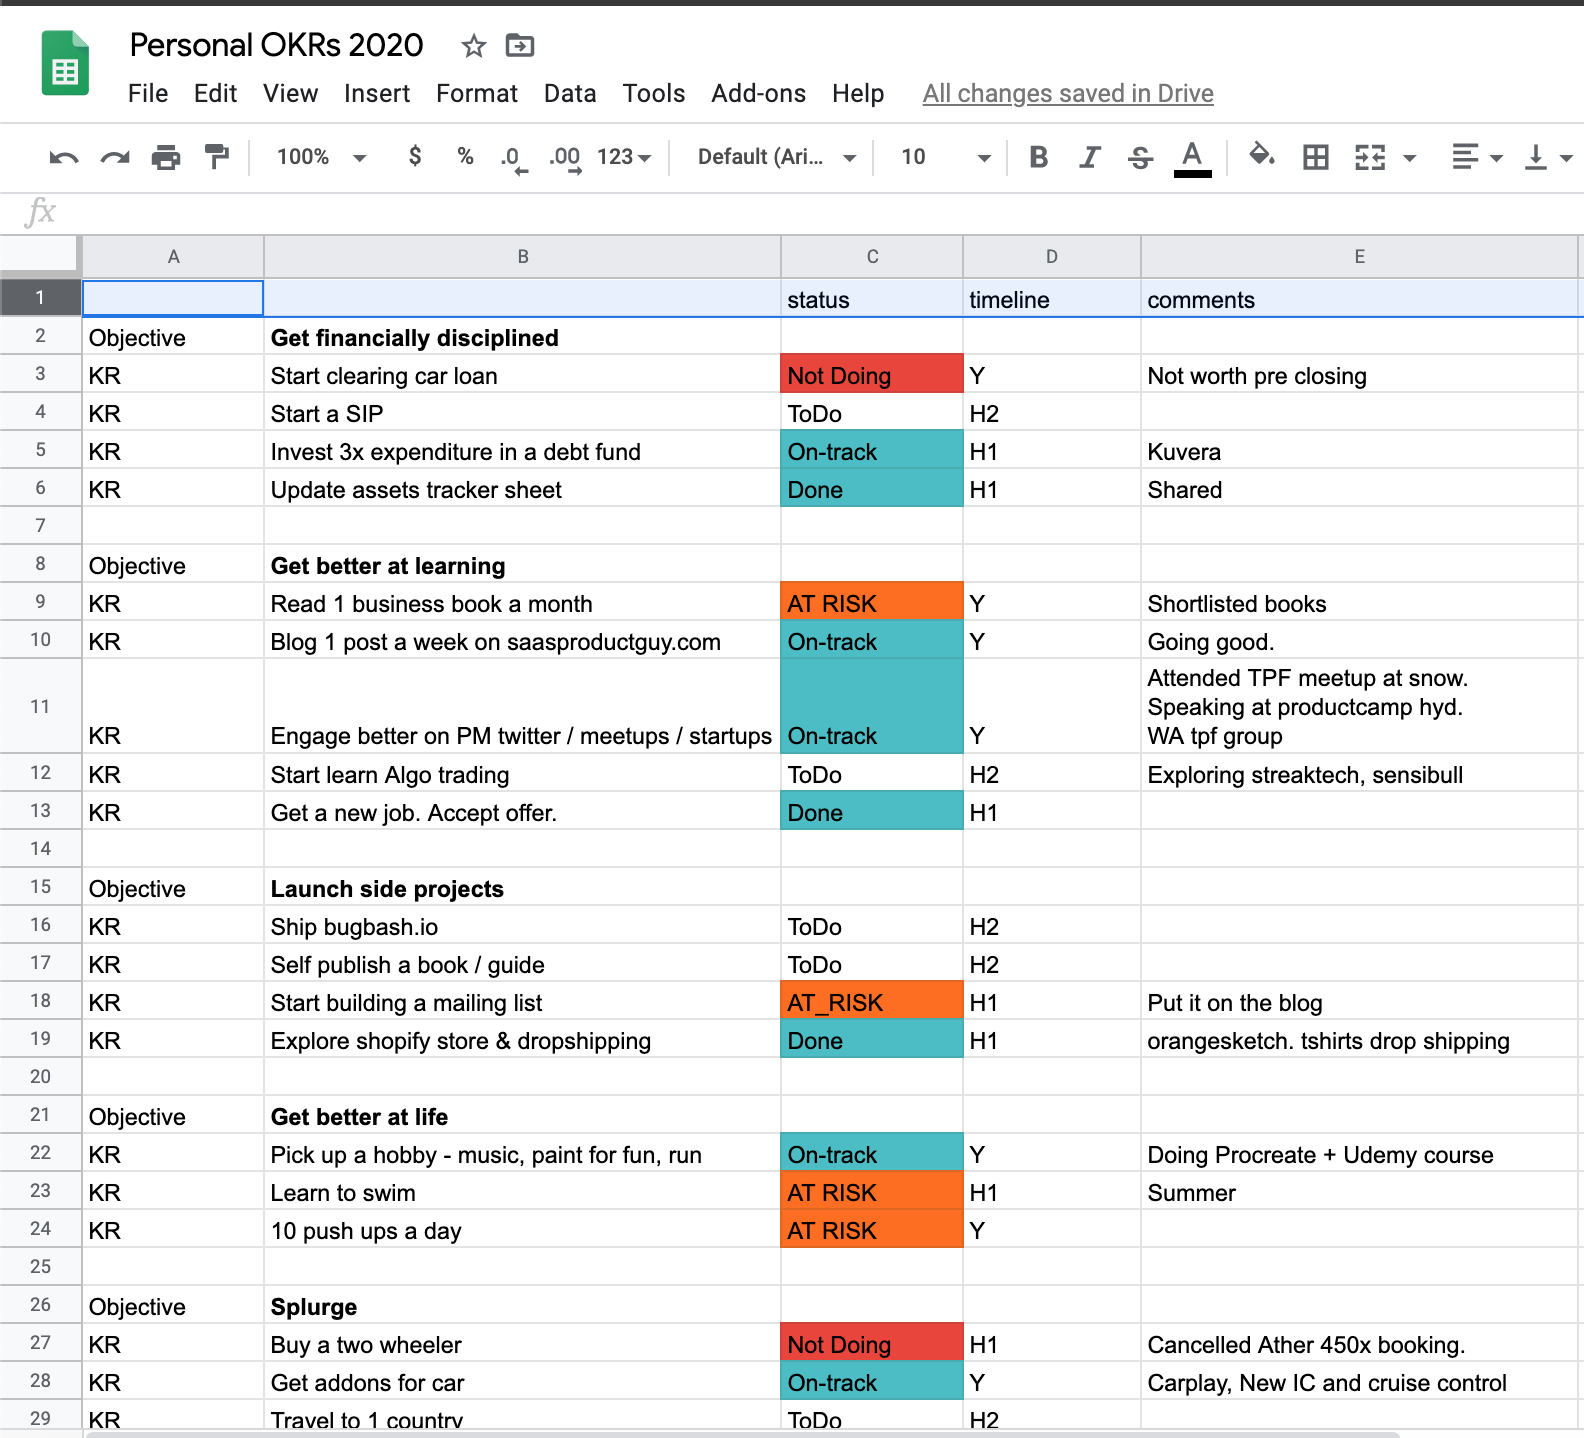 Personal OKRs 2020
File Edit View Insert Format Data Tools Add-ons Help All changes saved in Drive
100% $ % .0 .00 123 Default (Ari... 10 B I S A
fx
A B C D E
1 status timeline comments
2 Objective Get financially disciplined
3 KR Start clearing car loan Not Doing Y Not worth pre closing
4 KR Start a SIP ToDo H2
5 KR Invest 3x expenditure in a debt fund On-track H1 Kuvera
6 KR Update assets tracker sheet Done H1 Shared
7
8 Objective Get better at learning
9 KR Read 1 business book a month AT RISK Y Shortlisted books
10 KR Blog 1 post a week on saasproductguy.com On-track Y Going good.
Attended TPF meetup at snow.
11 Speaking at productcamp hyd.
KR Engage better on PM twitter / meetups / startups On-track Y WA tpf group
12 KR Start learn Algo trading ToDo H2 Exploring streaktech, sensibull
13 KR Get a new job. Accept offer. Done H1
14
15 Objective Launch side projects
16 KR Ship bugbash.io ToDo H2
17 KR Self publish a book / guide ToDo H2
18 KR Start building a mailing list AT_RISK H1 Put it on the blog
19 KR Explore shopify store & dropshipping Done H1 orangesketch. tshirts drop shipping
20
21 Objective Get better at life
22 KR Pick up a hobby - music, paint for fun, run On-track Y Doing Procreate + Udemy course
23 KR Learn to swim AT RISK H1 Summer
24 KR 10 push ups a day AT RISK Y
25
26 Objective Splurge
27 KR Buy a two wheeler Not Doing H1 Cancelled Ather 450x booking.
28 KR Get addons for car On-track Y Carplay, New IC and cruise control
29 KR Travel to 1 country ToDo H2